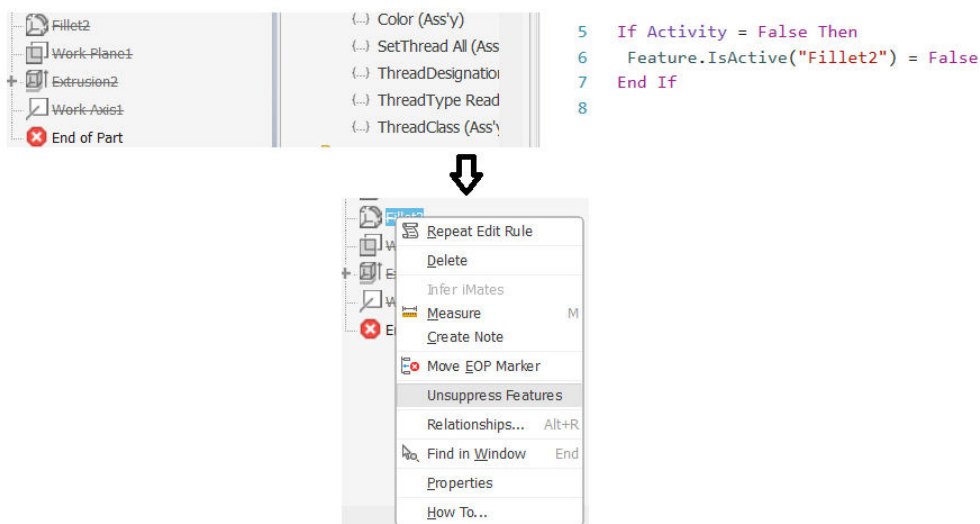 Fillet2
Work Plane1
Extrusion2
Work Axis1
End of Part
{...} Color (Ass'y)
{...} SetThread All (Ass
{...} ThreadDesignation
{...} ThreadType Read
{...} ThreadClass (Ass'y
5 If Activity = False Then
6 Feature.IsActive("Fillet2") = False
7 End If
8
Fillet2
Repeat Edit Rule
Delete
Infer iMates
Measure M
Create Note
Move EOP Marker
Unsuppress Features
Relationships... Alt+R
Find in Window End
Properties
How To...